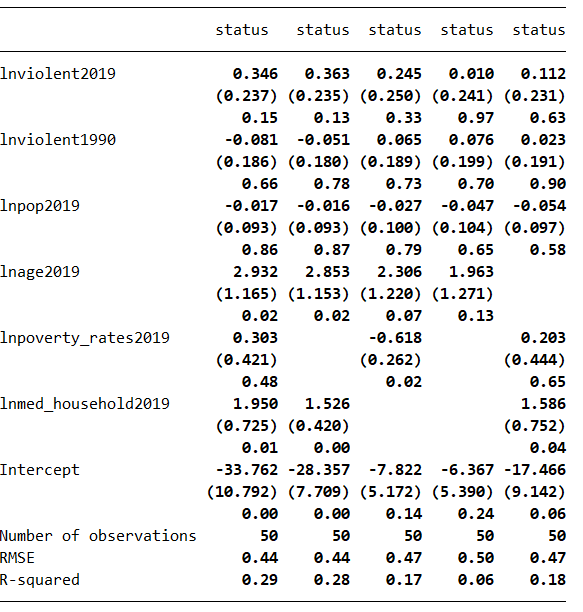 status status status status status
lnviolent2019 0.346 0.363 0.245 0.010 0.112
(0.237) (0.235) (0.250) (0.241) (0.231)
0.15 0.13 0.33 0.97 0.63
lnviolent1990 -0.081 -0.051 0.065 0.076 0.023
(0.186) (0.180) (0.189) (0.199) (0.191)
0.66 0.78 0.73 0.70 0.90
lnpop2019 -0.017 -0.016 -0.027 -0.047 -0.054
(0.093) (0.093) (0.100) (0.104) (0.097)
0.86 0.87 0.79 0.65 0.58
lnage2019 2.932 2.853 2.306 1.963
(1.165) (1.153) (1.220) (1.271)
0.02 0.02 0.07 0.13
lnpoverty_rates2019 0.303 -0.618 0.203
(0.421) (0.262) (0.444)
0.48 0.02 0.65
lnmed_household2019 1.950 1.526 1.586
(0.725) (0.420) (0.752)
0.01 0.00 0.04
Intercept -33.762 -28.357 -7.822 -6.367 -17.466
(10.792) (7.709) (5.172) (5.390) (9.142)
0.00 0.00 0.14 0.24 0.06
Number of observations 50 50 50 50 50
RMSE 0.44 0.44 0.47 0.50 0.47
R-squared 0.29 0.28 0.17 0.06 0.18